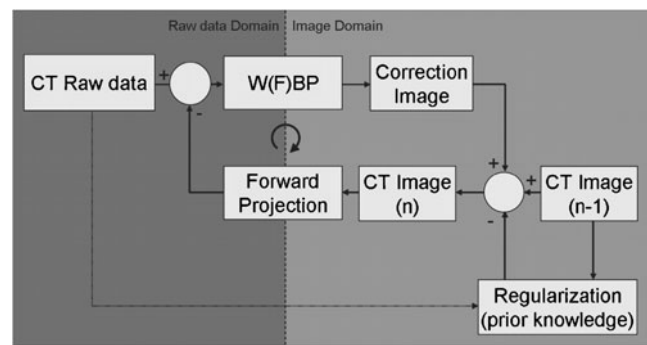 Raw data Domain Image Domain
CT Raw data
+
-
W(F)BP
Correction
Image
Forward
Projection
CT Image
(n)
+
+
-
CT Image
(n-1)
Regularization
(prior knowledge)